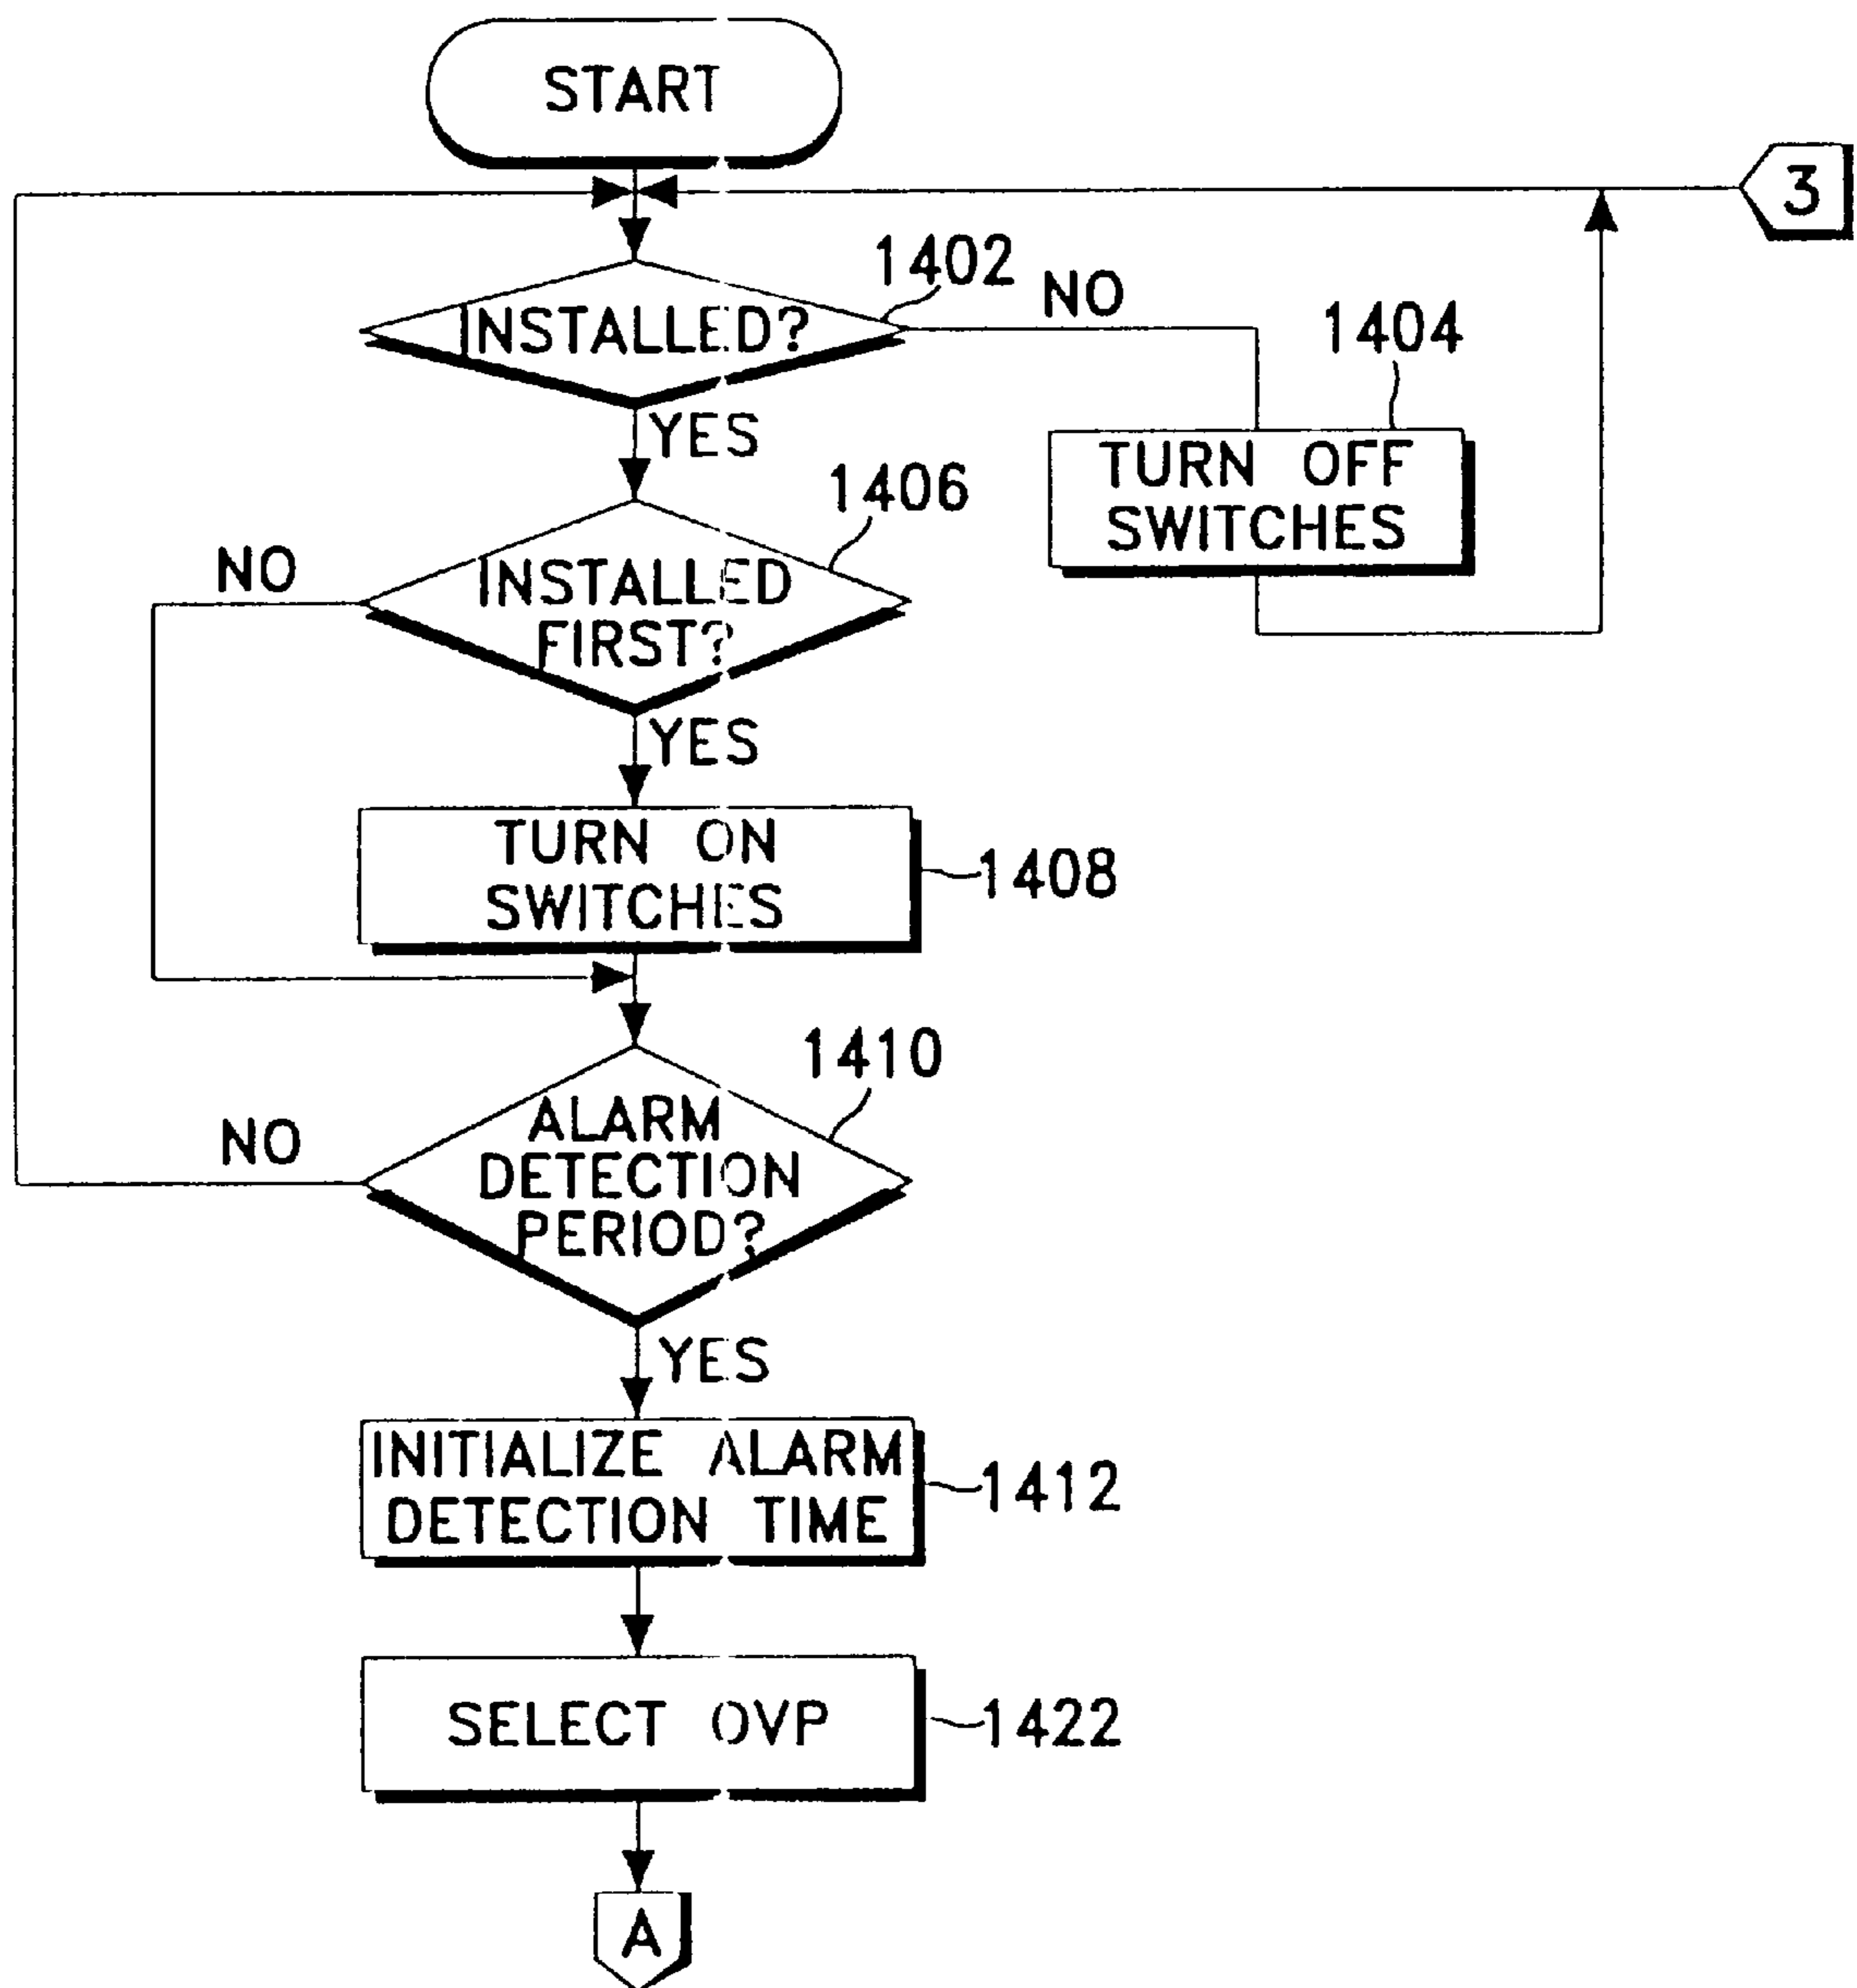 START
3
1402
INSTALLED?
NO
1404
YES
TURN OFF
SWITCHES
1406
NO
INSTALLED
FIRST?
YES
TURN ON
SWITCHES
1408
1410
NO
ALARM
DETECTION
PERIOD?
YES
INITIALIZE ALARM
DETECTION TIME
1412
SELECT OVP
1422
A